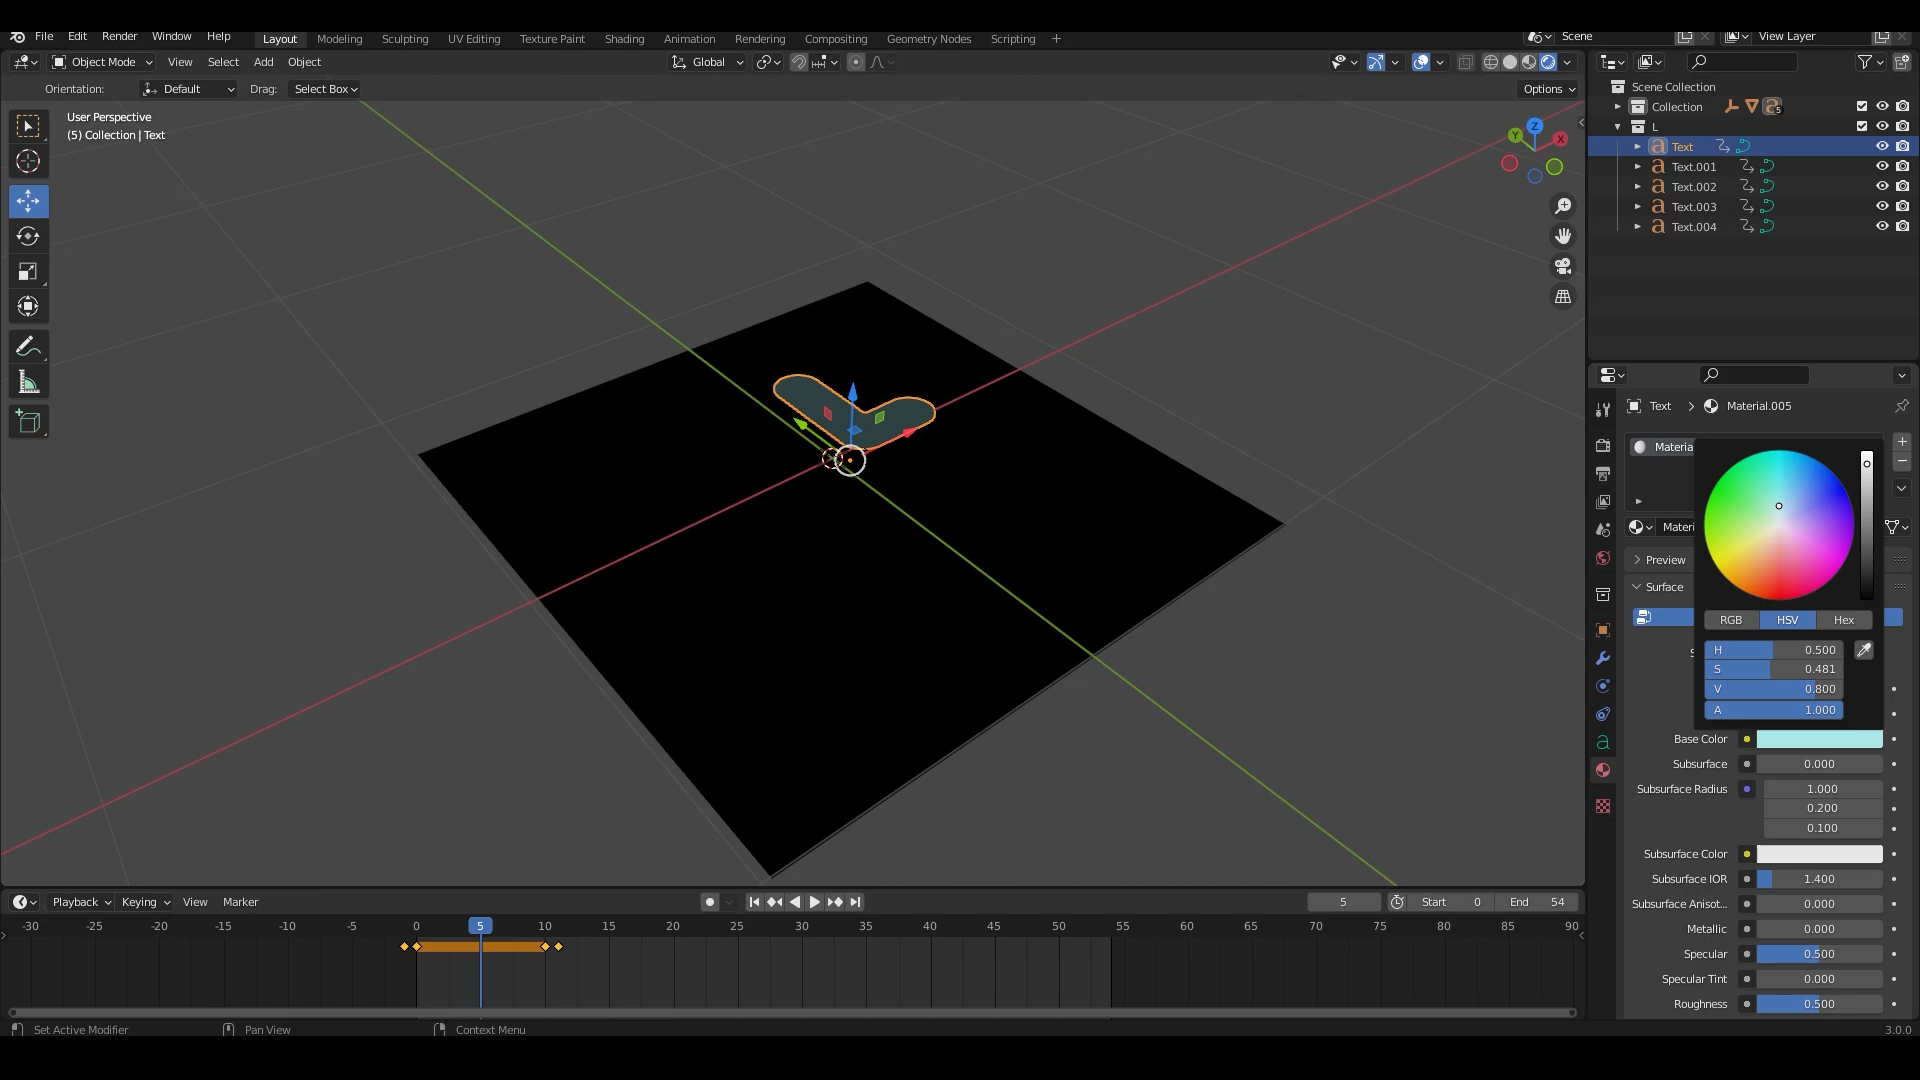 File Edit Render Window Help Layout Modeling Sculpting UV Editing Texture Paint Shading Animation Rendering Compositing Geometry Nodes Scripting + Scene View Layer
Object Mode View Select Add Object Global
Orientation: Default Drag: Select Box Options
User Perspective
(5) Collection | Text
Z
Y
X
Scene Collection
Collection 5
L
Text
Text.001
Text.002
Text.003
Text.004
Text > Material.005
Materia
Materi
Preview
Surface
RGB HSV Hex
S
H 0.500
S 0.481
V 0.800
A 1.000
Base Color
Subsurface 0.000
Subsurface Radius 1.000
0.200
0.100
Subsurface Color
Subsurface IOR 1.400
Subsurface Anisot... 0.000
Metallic 0.000
Specular 0.500
Specular Tint 0.000
Roughness 0.500
Playback Keying View Marker 5 Start 0 End 54
-30 -25 -20 -15 -10 -5 0 5 10 15 20 25 30 35 40 45 50 55 60 65 70 75 80 85 90
Set Active Modifier Pan View Context Menu 3.0.0